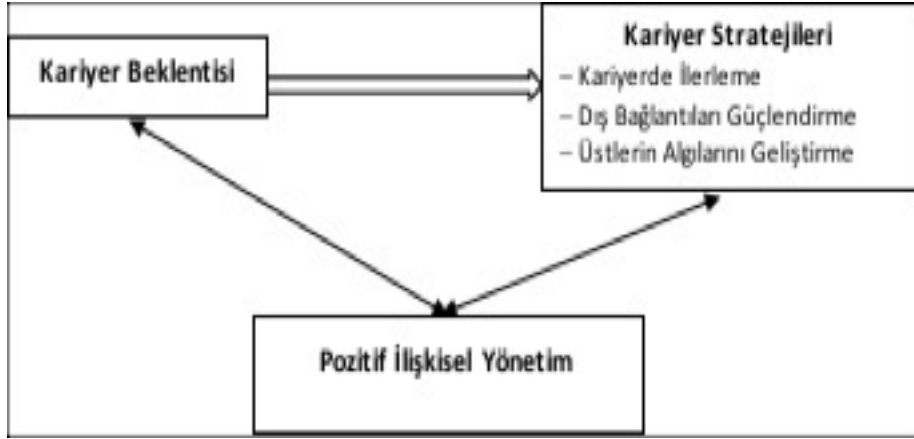 Kariyer Beklentisi
Kariyer Stratejileri
– Kariyerde İlerleme
– Dış Bağlantıları Güçlendirme
– Üstlerin Algılarını Geliştirme
Pozitif İlişkisel Yönetim